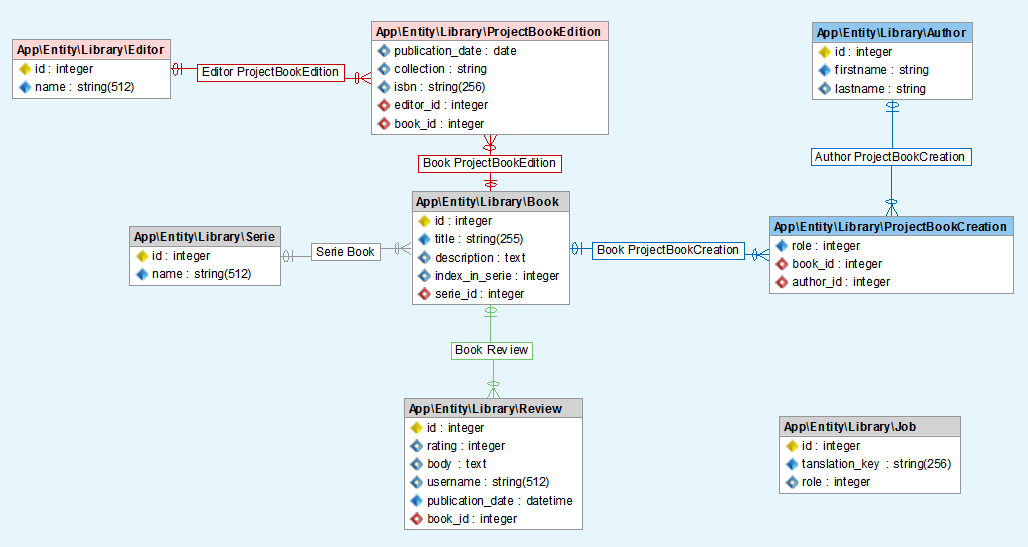 App\Entity\Library\Editor
id : integer
name : string(512)
Editor ProjectBookEdition
App\Entity\Library\ProjectBookEdition
publication_date : date
collection : string
isbn : string(256)
editor_id : integer
book_id : integer
Book ProjectBookEdition
App\Entity\Library\Author
id : integer
firstname : string
lastname : string
Author ProjectBookCreation
App\Entity\Library\Serie
id : integer
name : string(512)
Serie Book
App\Entity\Library\Book
id : integer
title : string(255)
description : text
index_in_serie : integer
serie_id : integer
Book ProjectBookCreation
App\Entity\Library\ProjectBookCreation
role : integer
book_id : integer
author_id : integer
Book Review
App\Entity\Library\Review
id : integer
rating : integer
body : text
username : string(512)
publication_date : datetime
book_id : integer
App\Entity\Library\Job
id : integer
tanslation_key : string(256)
role : integer